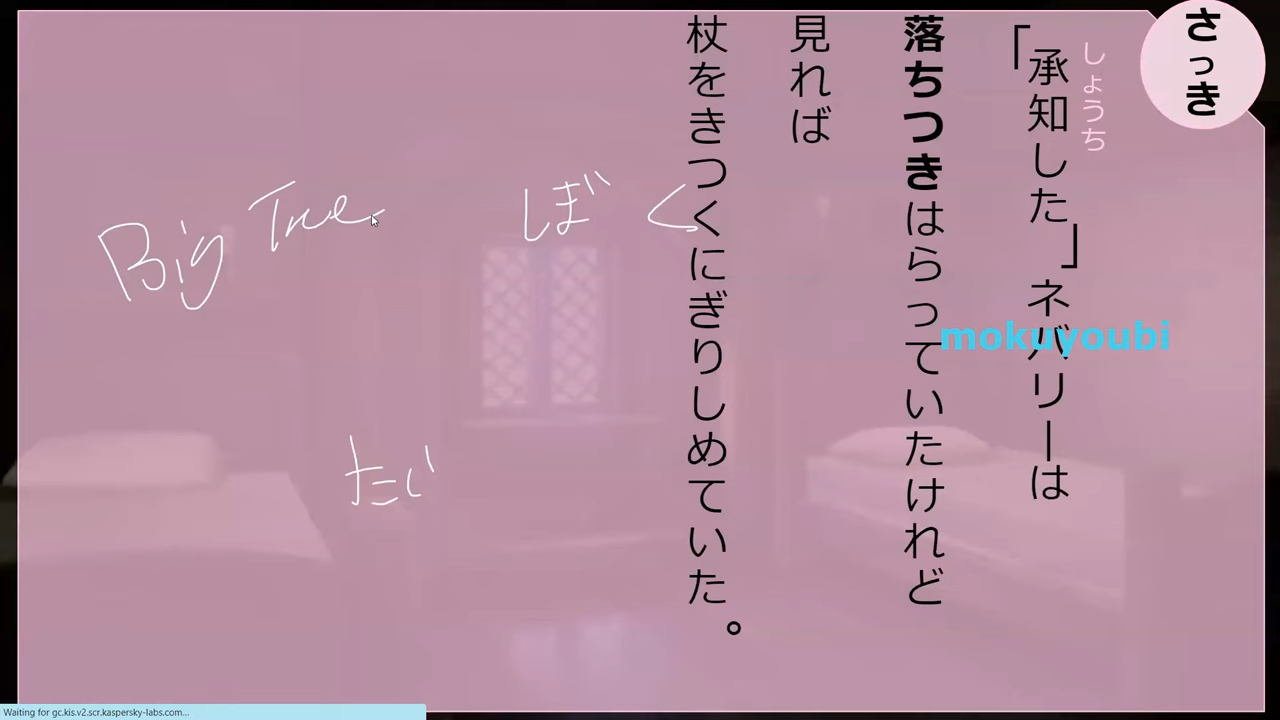 さっき
しょうち
「承知した」ネバリーは
落ちつきはらっていたけれど
見れば
杖をきつくにぎりしめていた。
mokuyoubi
Big Tree
ぼく
たい
Waiting for gc.kis.v2.scr.kaspersky-labs.com...